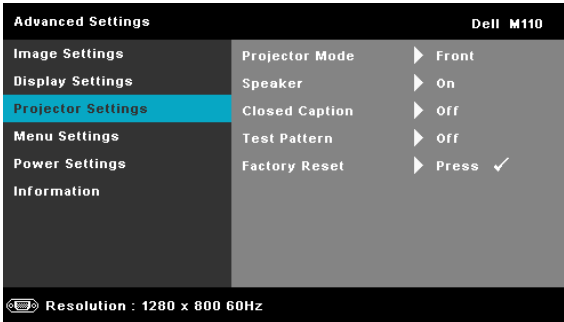 Advanced Settings Dell M110
Image Settings
Display Settings
Projector Settings
Menu Settings
Power Settings
Information
Projector Mode Front
Speaker On
Closed Caption Off
Test Pattern Off
Factory Reset Press
Resolution : 1280 x 800 60Hz